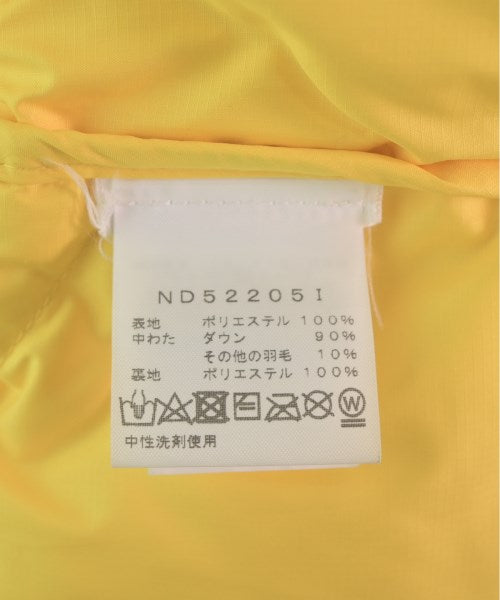 ND52205I
表地 ポリエステル 100%
中わた ダウン 90%
その他の羽毛 10%
裏地 ポリエステル 100%
W
中性洗剤使用